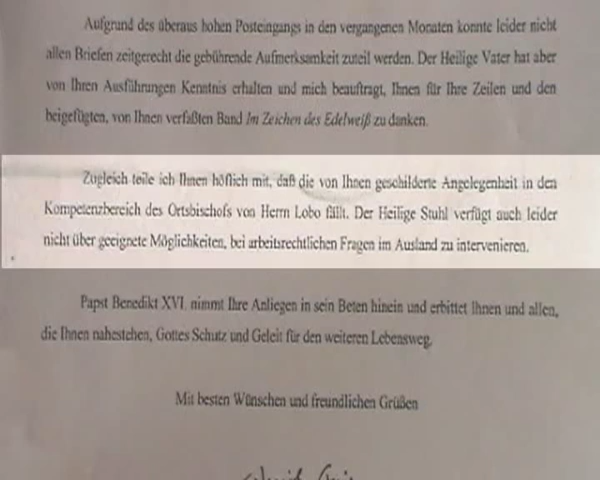 Aufgrund des überaus hohen Posteingangs in den vergangenen Monaten konnte leider nicht
allen Briefen zeitgerecht die gebührende Aufmerksamkeit zuteil werden. Der Heilige Vater hat aber
von Ihren Ausführungen Kenntnis erhalten und mich beauftragt, Ihnen für Ihre Zeilen und den
beigefügten, von Ihnen verfaßten Band Im Zeichen des Edelweiß zu danken.
Zugleich teile ich Ihnen höflich mit, daß die von Ihnen geschilderte Angelegenheit in den
Kompetenzbereich des Ortsbischofs von Herrn Lobo fällt. Der Heilige Stuhl verfügt auch leider
nicht über geeignete Möglichkeiten, bei arbeitsrechtlichen Fragen im Ausland zu intervenieren.
Papst Benedikt XVI. nimmt Ihre Anliegen in sein Beten hinein und erbittet Ihnen und allen,
die Ihnen nahestehen, Gottes Schutz und Geleit für den weiteren Lebensweg.
Mit besten Wünschen und freundlichen Grüßen